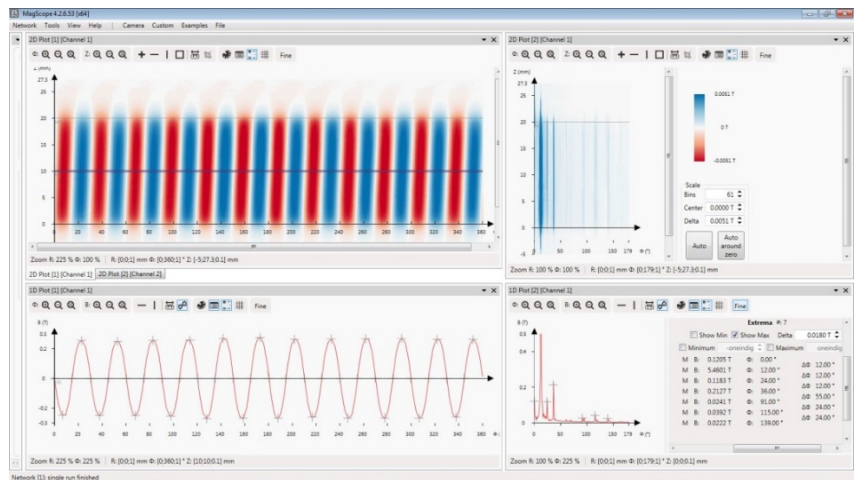 MagScope 4.2.6.53 [x64]
Network Tools View Help | Camera Custom Examples File
2D Plot [1] [Channel 1]
Φ: Z: Fine
Z (mm)
27.3
25
20
15
10
5
0
0 20 40 60 80 100 120 140 160 180 200 220 240 260 280 300 320 340 360
Zoom R: 225 % Φ: 100 % | R: [0;0;1] mm Φ: [0;360;1] ° Z: [-5;27.3;0.1] mm
2D Plot [1] [Channel 1] 2D Plot [2] [Channel 2]
2D Plot [2] [Channel 1]
Φ: Z: Fine
Z (mm)
27.3
25
20
15
10
5
0
-5
0 50 100 150 179 Φ (°)
0.0051 T
0 T
-0.0051 T
Scale
Bins 61
Center 0.0000 T
Delta 0.0051 T
Auto
Auto around zero
Zoom R: 100 % Φ: 100 % | R: [0;0;1] mm Φ: [0;179;1] ° Z: [-5;27.3;0.1] mm
1D Plot [1] [Channel 1]
Φ: B: Fine
B (T)
0.3
0.2
0
-0.2
-0.3
0 20 40 60 80 100 120 140 160 180 200 220 240 260 280 300 320 340 360
Zoom R: 225 % Φ: 225 % | R: [0;0;1] mm Φ: [0;360;1] ° Z: [10;10;0.1] mm
1D Plot [2] [Channel 1]
Φ: B: Fine
B (T)
0.5
0.4
0.2
0
0 50 100 150 179 Φ (°)
Extrema #: 7
Show Min Show Max Delta 0.0180 T
Minimum -oneindig Maximum oneindig
M B: 0.1205 T Φ: 0.00 °
M B: 5.4601 T Φ: 12.00 °
M B: 0.1183 T Φ: 24.00 °
M B: 0.2127 T Φ: 36.00 °
M B: 0.0241 T Φ: 91.00 °
M B: 0.0392 T Φ: 115.00 °
M B: 0.0222 T Φ: 139.00 °
ΔΦ 12.00 °
ΔΦ 12.00 °
ΔΦ 12.00 °
ΔΦ 55.00 °
ΔΦ 24.00 °
ΔΦ 24.00 °
Zoom R: 100 % Φ: 225 % | R: [0;0;1] mm Φ: [0;179;1] ° Z: [0;0;0.1] mm
Network [1]: single run finished